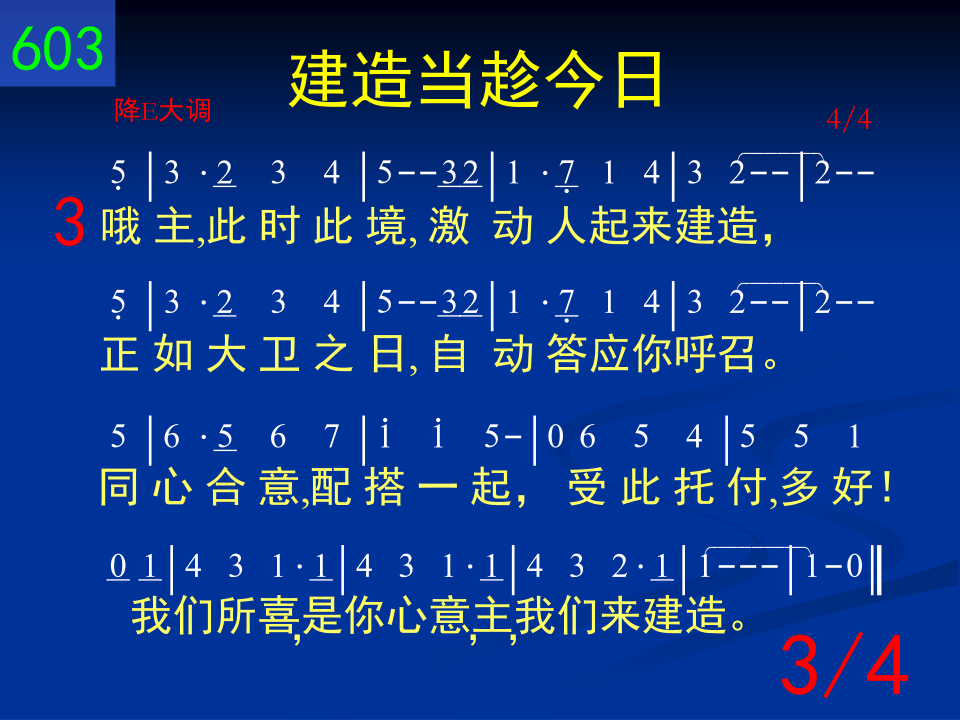 603
建造当趁今日
降E大调 4/4
5̣ | 3 · 2̲ 3 4 | 5 - - 3̲2̲ | 1 · 7̣̲ 1 4 | 3 2 - - | 2 - -
3 哦 主,此 时 此 境, 激 动 人起来建造，
5̣ | 3 · 2̲ 3 4 | 5 - - 3̲2̲ | 1 · 7̣̲ 1 4 | 3 2 - - | 2 - -
正 如 大 卫 之 日, 自 动 答应你呼召。
5 | 6 · 5̲ 6 7 | 1̇ 1̇ 5 - | 0 6 5 4 | 5 5 1
同 心 合 意,配 搭 一 起， 受 此 托 付,多 好！
0̲ 1̲ | 4 3 1 · 1̲ | 4 3 1 · 1̲ | 4 3 2 · 1̲ | 1 - - - | 1 - 0 ‖
我们所喜,是你心意,主,我们来建造。
3/4